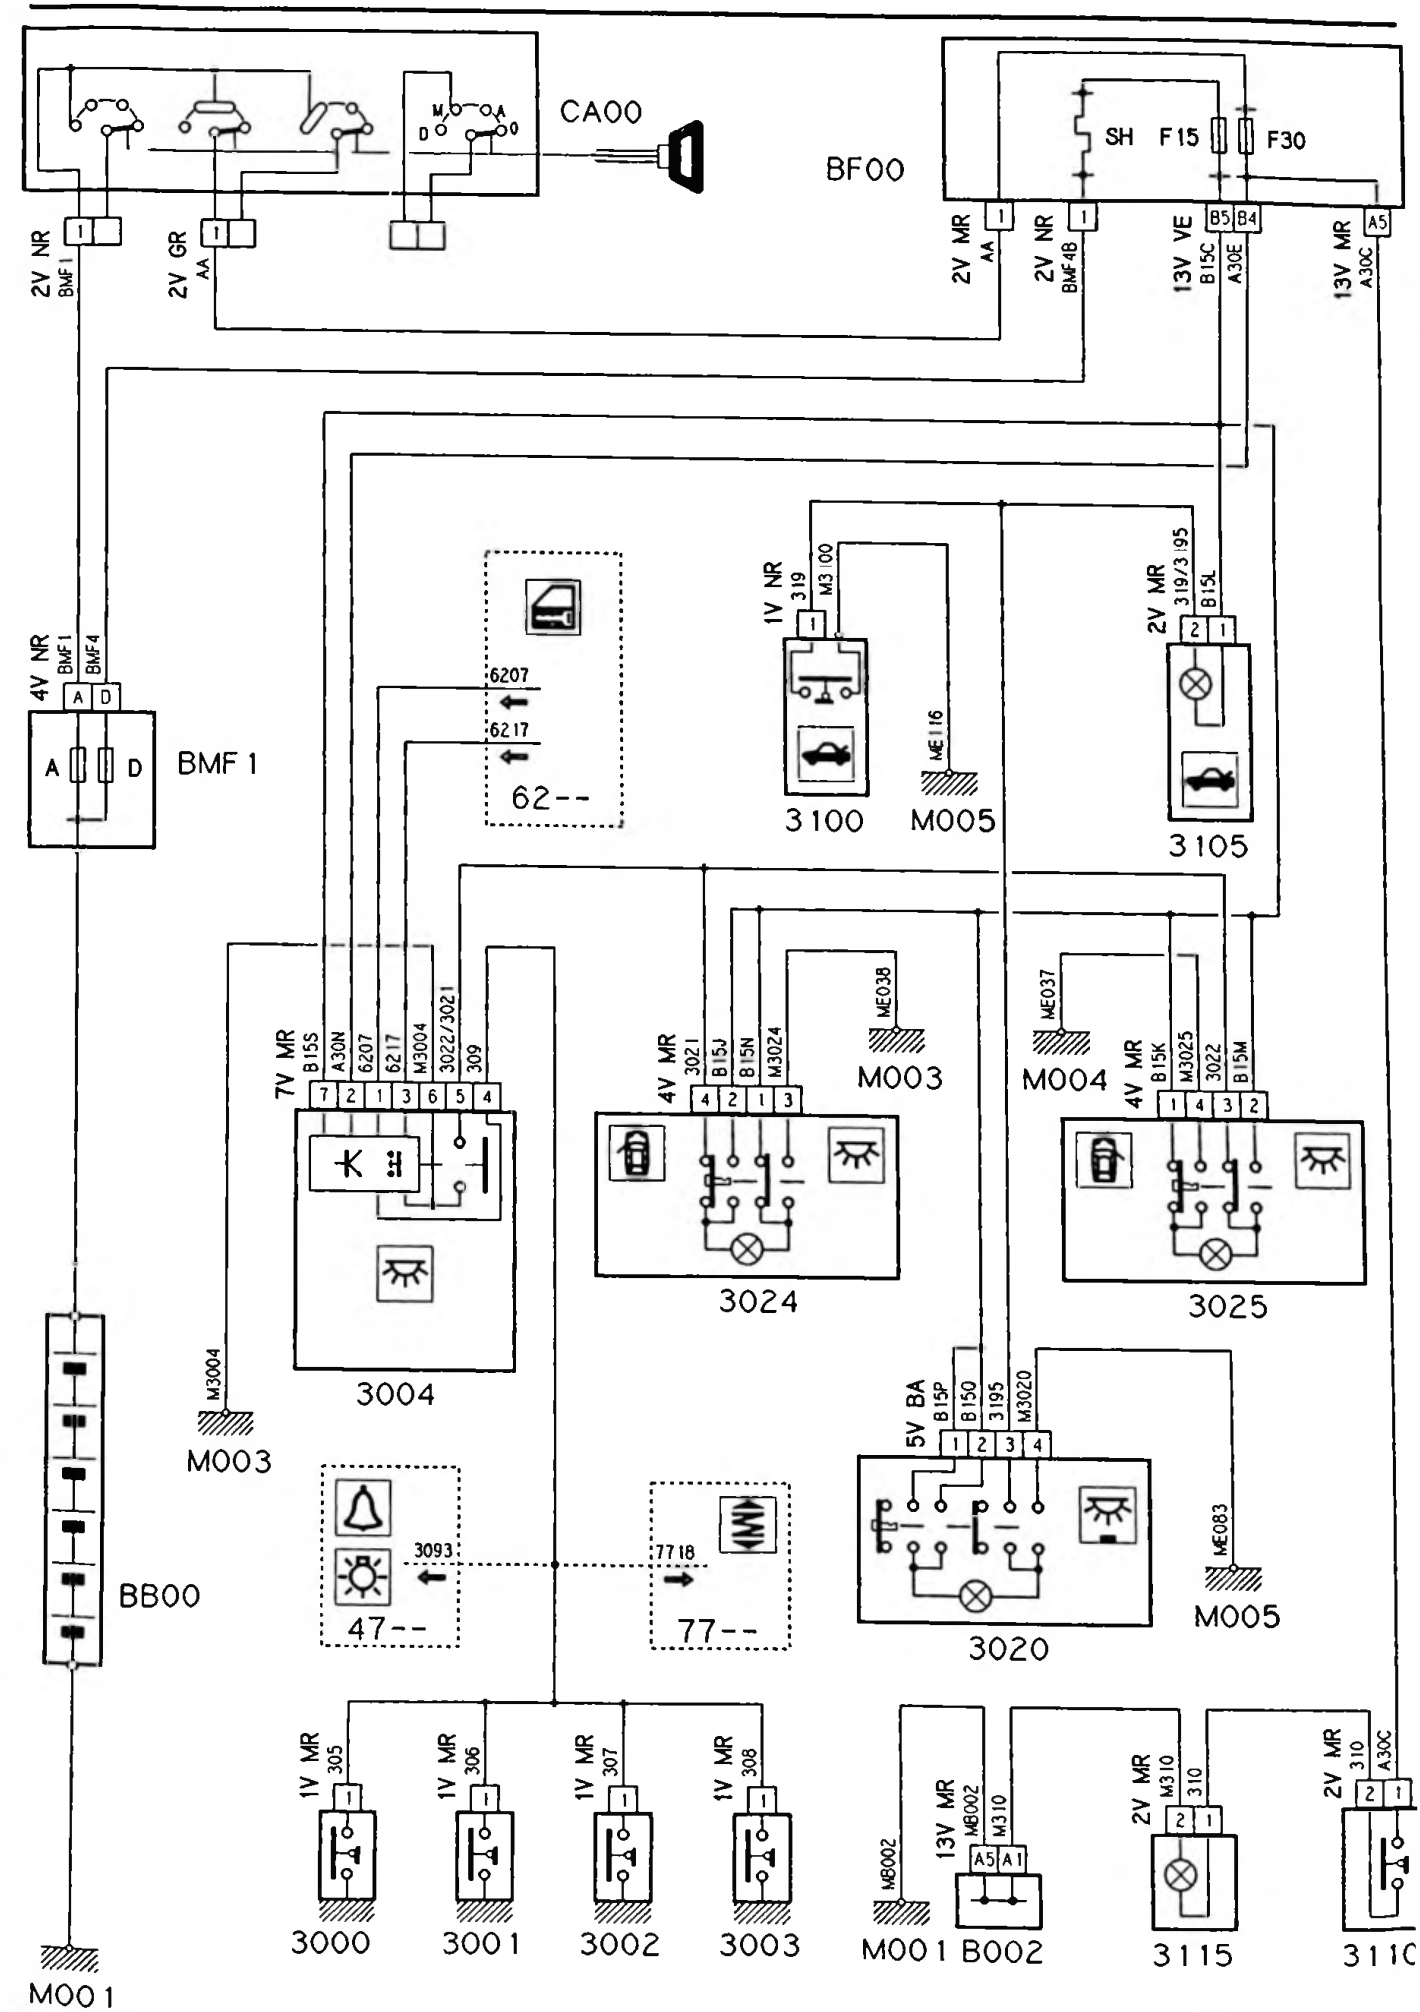 M A
D O
CA00
SH F15 F30
BF00
1
1
1 1 B5 B4 A5
2V NR
BMF1
2V GR
AA
2V MR
AA
2V NR
BMF4B
13V VE
B15C
A30E
13V MR
A30C
6207
6217
62--
1V NR
319
M3100
1
3100
ME116
M005
2V MR
319/3195
B15L
2 1
3105
4V NR
BMF1
BMF4
A D
A D
BMF1
7V MR
B15S
A30N
6207
6217
M3004
3022/3021
309
7 2 1 3 6 5 4
3004
M3004
M003
4V MR
3021
B15J
B15N
M3024
4 2 1 3
3024
ME038
M003
ME037
M004
4V MR
B15K
M3025
3022
B15M
1 4 3 2
3025
5V BA
B15P
B15O
3195
M3020
1 2 3 4
3020
ME083
M005
3093
47--
7718
77--
BB00
M001
1V MR
305
1
3000
1V MR
306
1
3001
1V MR
307
1
3002
1V MR
308
1
3003
MB002
M001
13V MR
MB002
M310
A5 A1
B002
2V MR
M310
310
2 1
3115
2V MR
310
A30C
2 1
3110